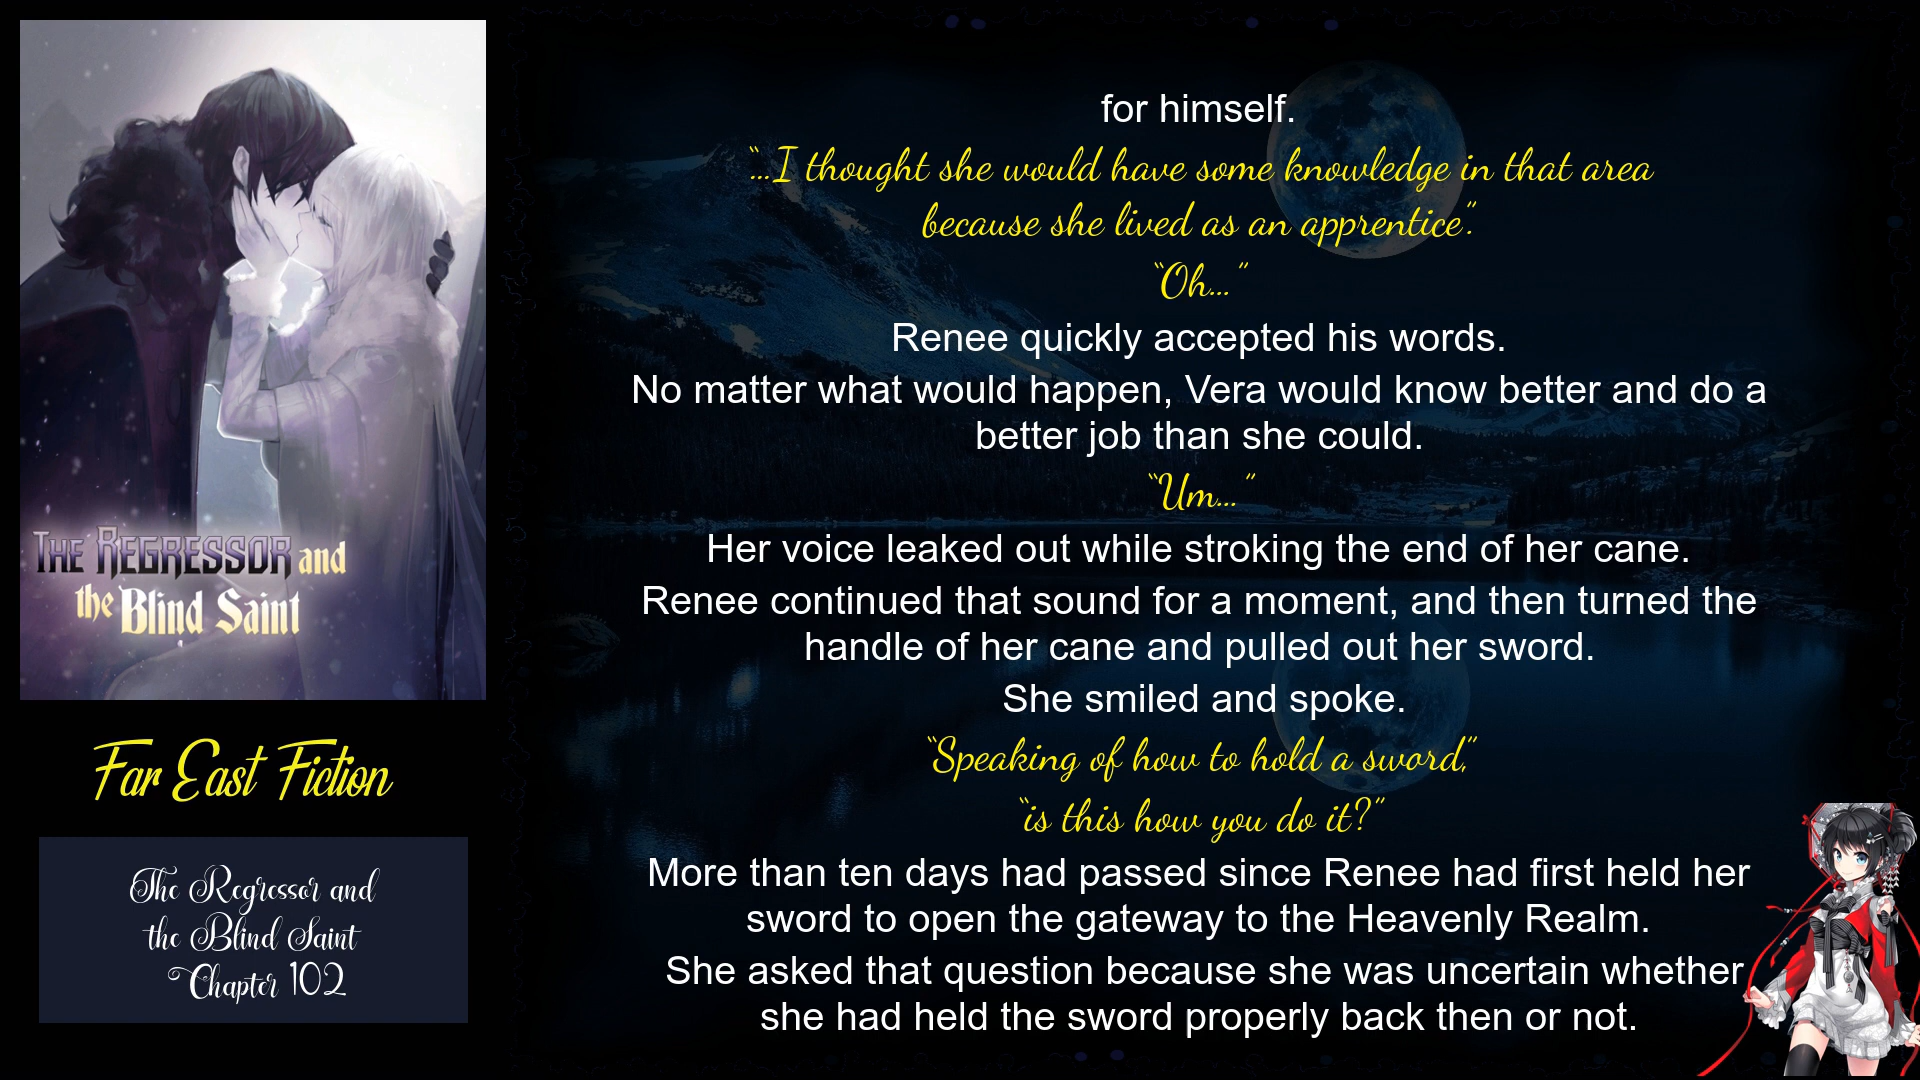 THE REGRESSOR and
the Blind Saint
Far East Fiction
The Regressor and
the Blind Saint
Chapter 102
for himself.
“...I thought she would have some knowledge in that area
because she lived as an apprentice”.
“Oh...”
Renee quickly accepted his words.
No matter what would happen, Vera would know better and do a
better job than she could.
“Um...”
Her voice leaked out while stroking the end of her cane.
Renee continued that sound for a moment, and then turned the
handle of her cane and pulled out her sword.
She smiled and spoke.
“Speaking of how to hold a sword,”
“is this how you do it?”
More than ten days had passed since Renee had first held her
sword to open the gateway to the Heavenly Realm.
She asked that question because she was uncertain whether
she had held the sword properly back then or not.